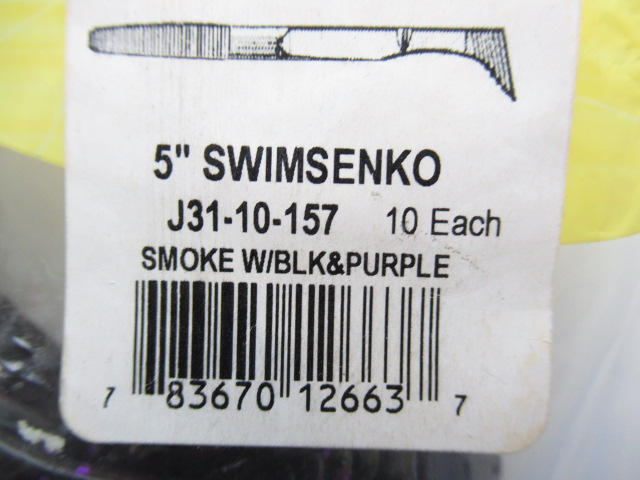 5" SWIMSENKO
J31-10-157 10 Each
SMOKE W/BLK&PURPLE
7 83670 12663 7